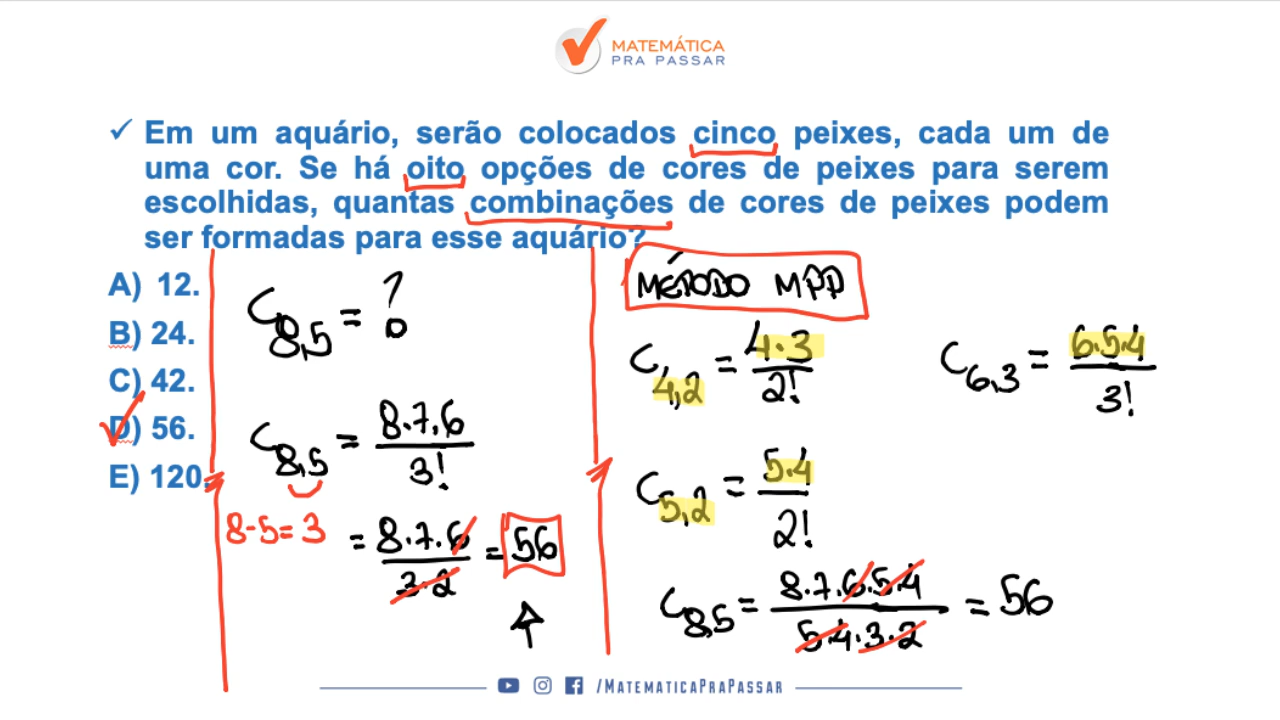 MATEMÁTICA
PRA PASSAR
✓ Em um aquário, serão colocados cinco peixes, cada um de
uma cor. Se há oito opções de cores de peixes para serem
escolhidas, quantas combinações de cores de peixes podem
ser formadas para esse aquário?
A) 12.
B) 24.
C) 42.
D) 56.
E) 120.
C8,5 = ?
C8,5 = 8.7.6/3!
8-5=3
= 8.7.6/3.2 = 56
MÉTODO MPP
C4,2 = 4.3/2!
C6,3 = 6.5.4/3!
C5,2 = 5.4/2!
C8,5 = 8.7.6.5.4/5.4.3.2 = 56
/MATEMATICAPRAPASSAR